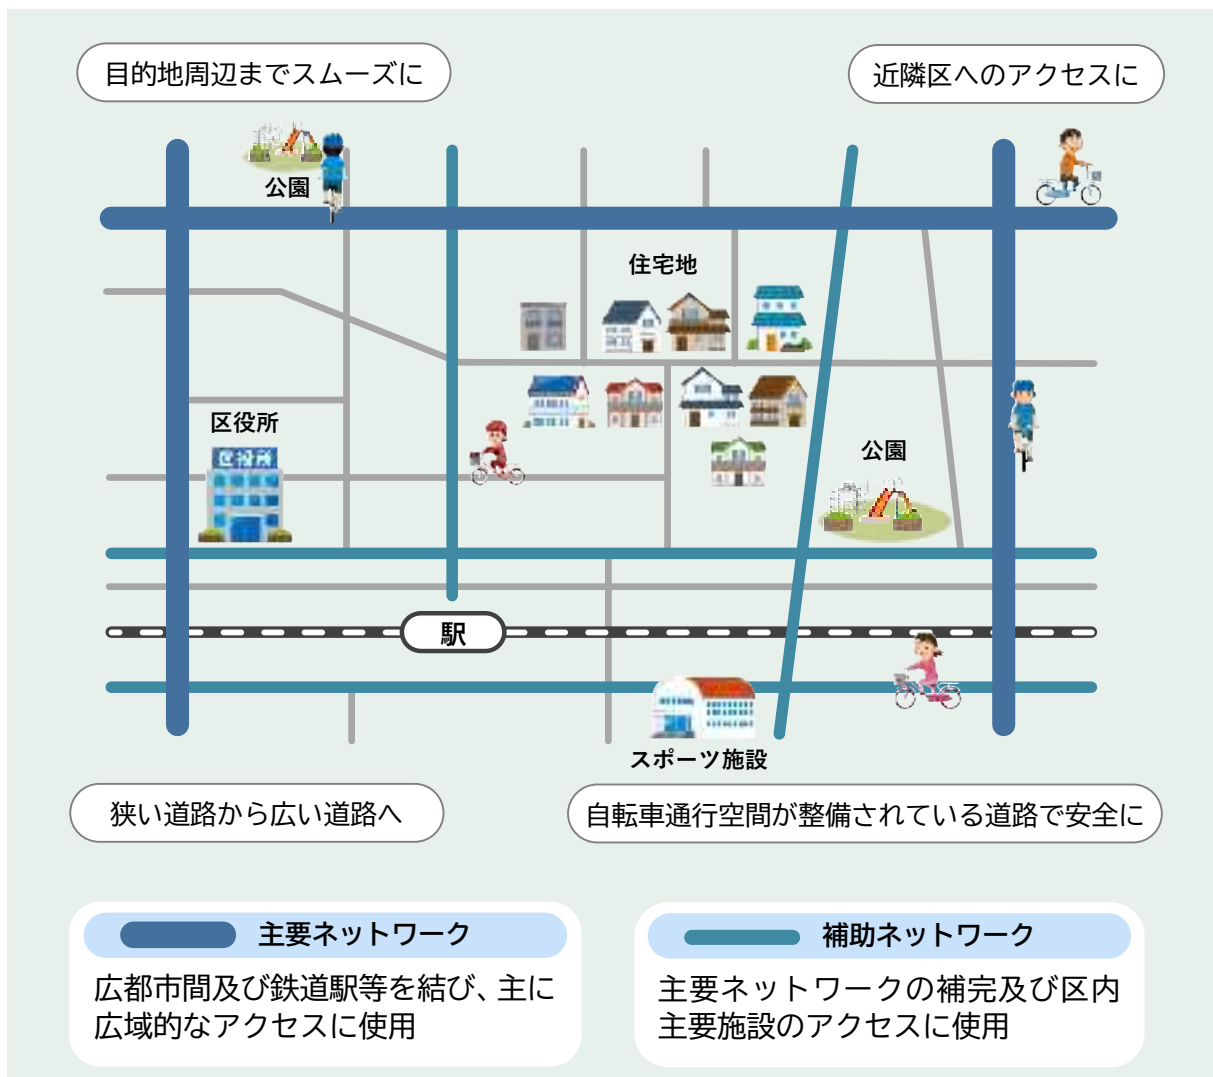 目的地周辺までスムーズに
近隣区へのアクセスに
公園
住宅地
区役所
区役所
公園
駅
スポーツ施設
狭い道路から広い道路へ
自転車通行空間が整備されている道路で安全に
主要ネットワーク
広都市間及び鉄道駅等を結び、主に
広域的なアクセスに使用
補助ネットワーク
主要ネットワークの補完及び区内
主要施設のアクセスに使用